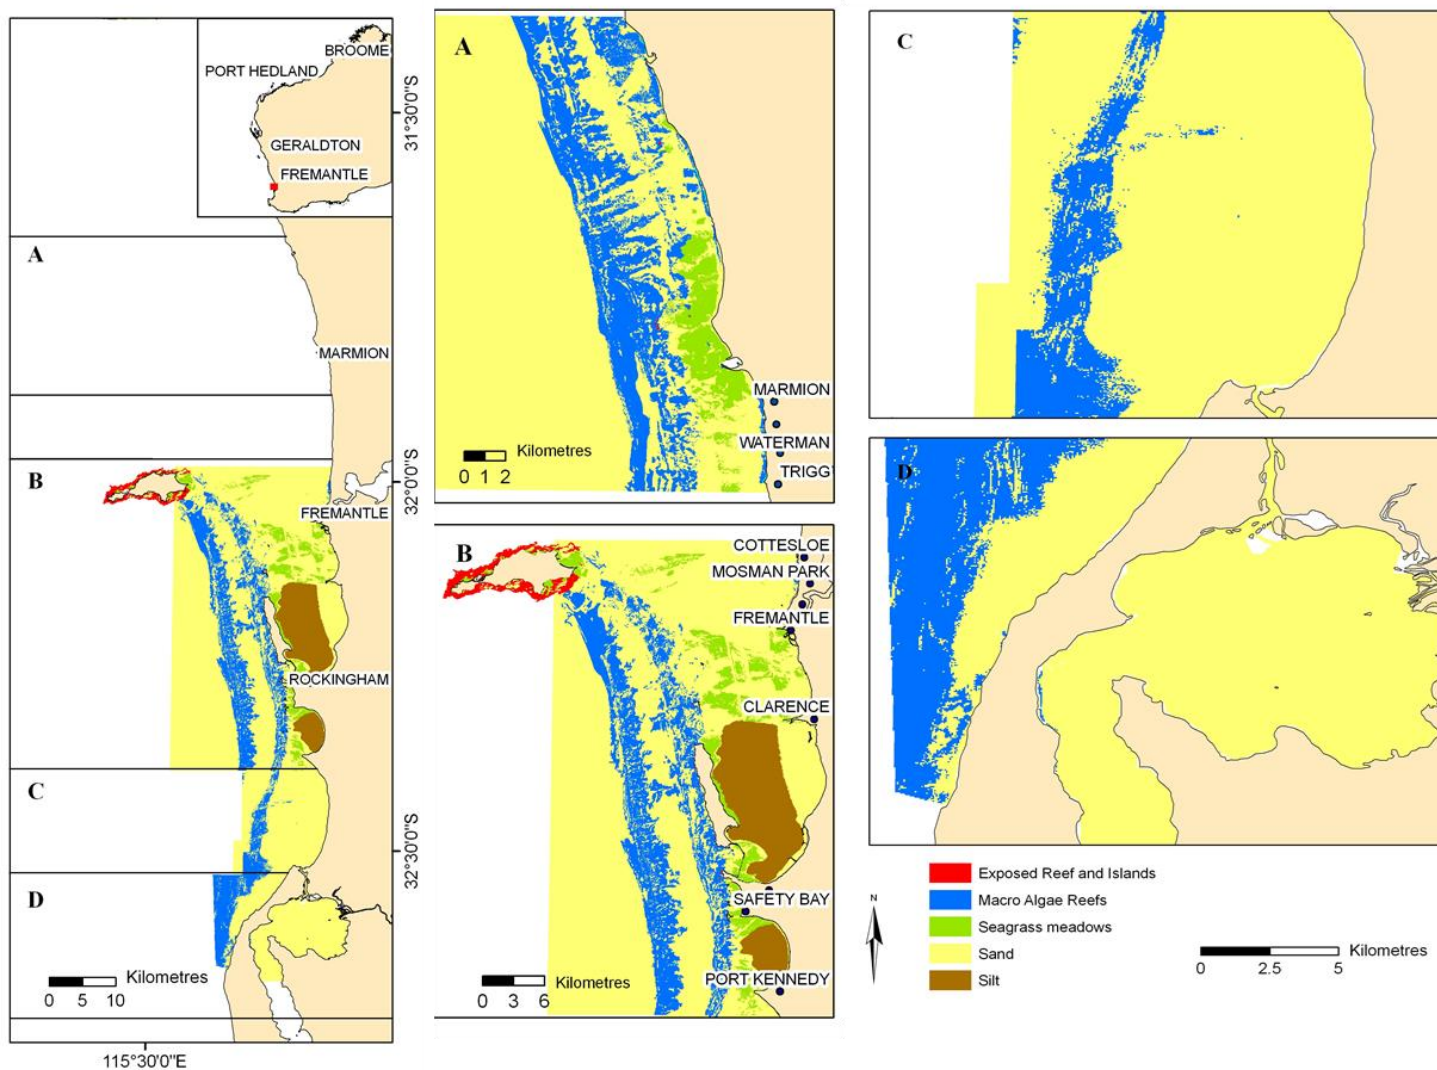 BROOME
PORT HEDLAND
GERALDTON
FREMANTLE
A
MARMION
B
FREMANTLE
ROCKINGHAM
C
D
Kilometres
0 5 10
115°30'0"E
31°30'0"S
32°0'0"S
32°30'0"S
A
MARMION
WATERMAN
TRIGG
Kilometres
0 1 2
B
COTTESLOE
MOSMAN PARK
FREMANTLE
CLARENCE
SAFETY BAY
PORT KENNEDY
Kilometres
0 3 6
C
D
Exposed Reef and Islands
Macro Algae Reefs
Seagrass meadows
Sand
Silt
N
Kilometres
0 2.5 5